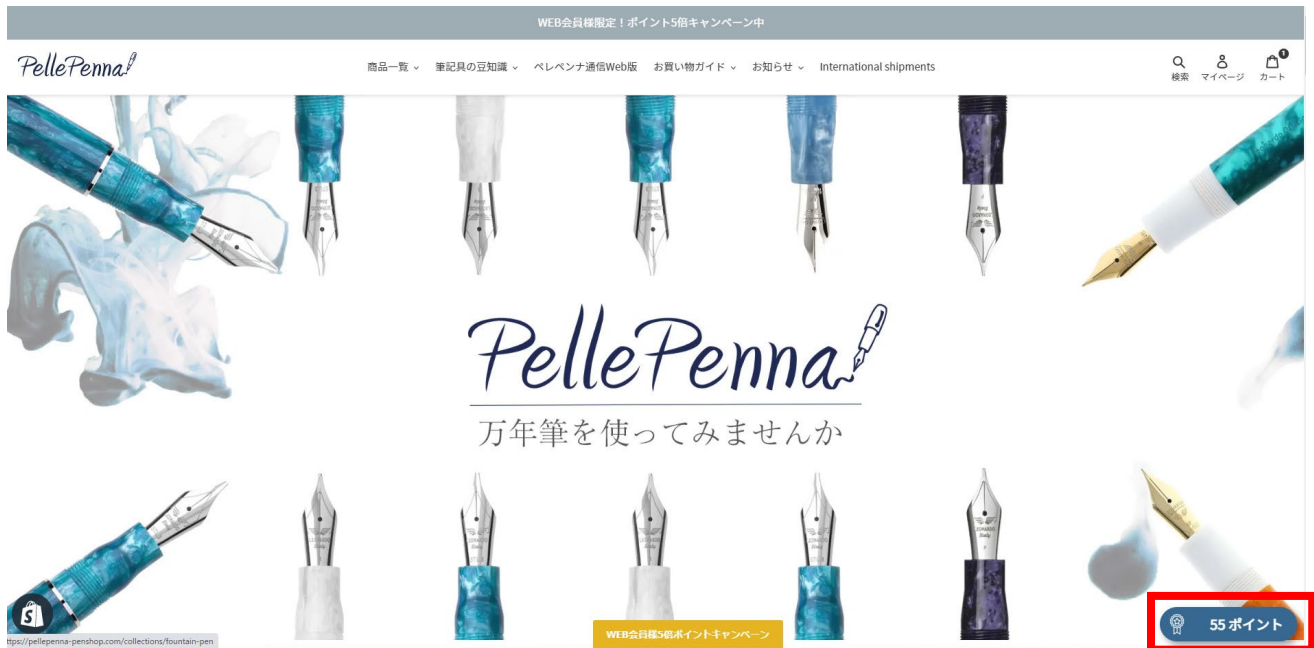 WEB会員様限定！ポイント5倍キャンペーン中
PellePenna
商品一覧 筆記具の豆知識 ペレペンナ通信Web版 お買い物ガイド お知らせ International shipments
1
検索 マイページ カート
PellePenna
万年筆を使ってみませんか
WEB会員様5倍ポイントキャンペーン
55 ポイント
ttps://pellepenna-penshop.com/collections/fountain-pen